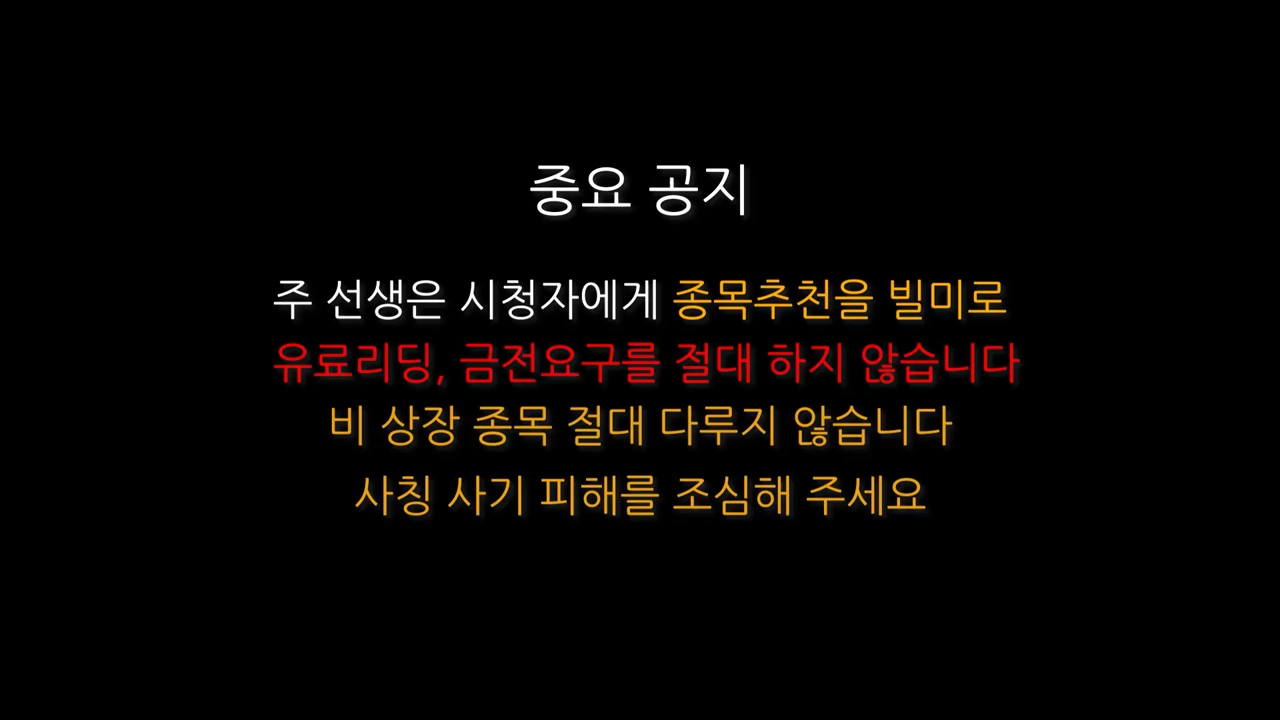 중요 공지
주 선생은 시청자에게 종목추천을 빌미로
유료리딩, 금전요구를 절대 하지 않습니다
비 상장 종목 절대 다루지 않습니다
사칭 사기 피해를 조심해 주세요